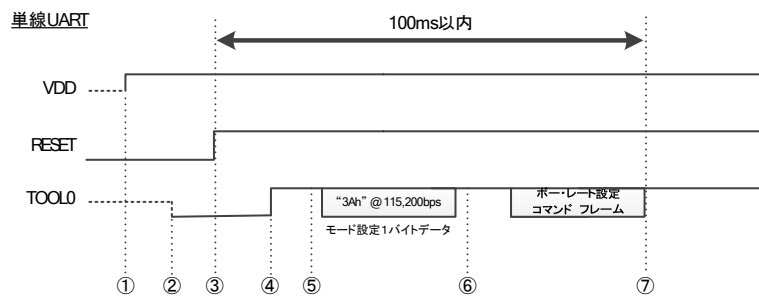 単線UART
100ms以内
VDD
RESET
TOOL0
“3Ah” @ 115,200bps
モード設定1バイトデータ
ボー・レート設定
コマンド フレーム
① ② ③ ④ ⑤ ⑥ ⑦